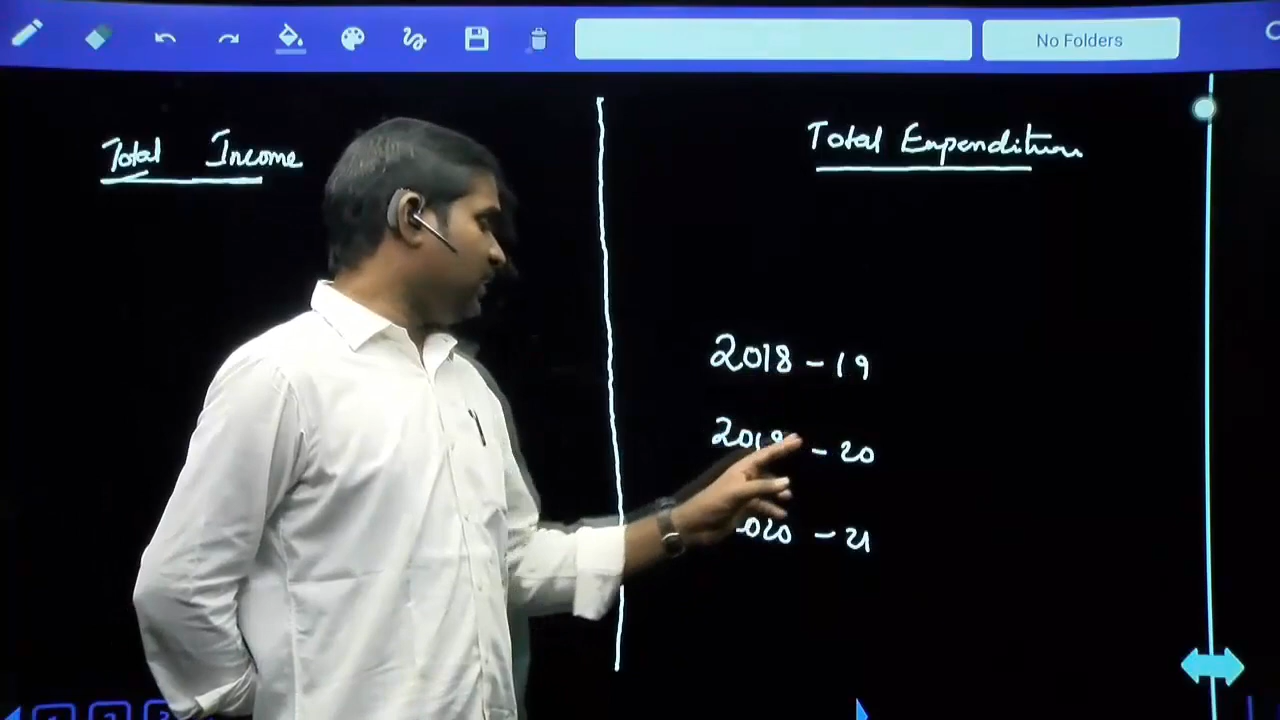 No Folders
Total Income
Total Expenditure
2018 - 19
- 20
- 21